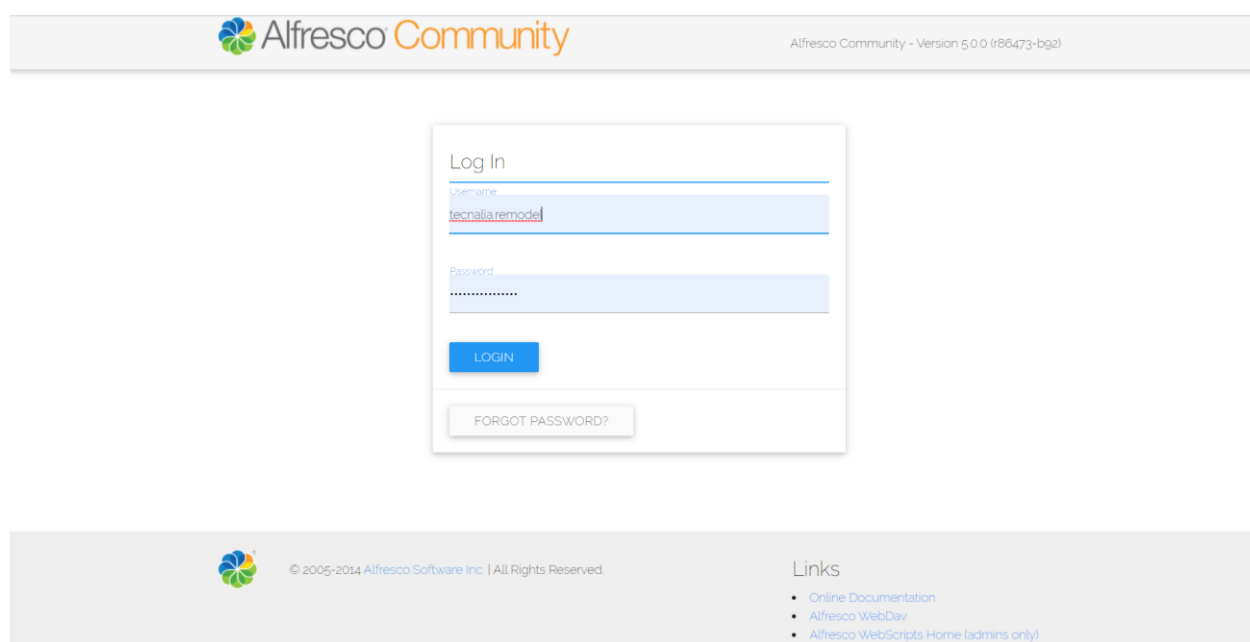 Alfresco Community
Alfresco Community - Version 5.0.0 (r86473-b92)
Log In
Username
tecnalia.remodel
Password
LOGIN
FORGOT PASSWORD?
© 2005-2014 Alfresco Software Inc. | All Rights Reserved.
Links
Online Documentation
Alfresco WebDav
Alfresco WebScripts Home (admins only)